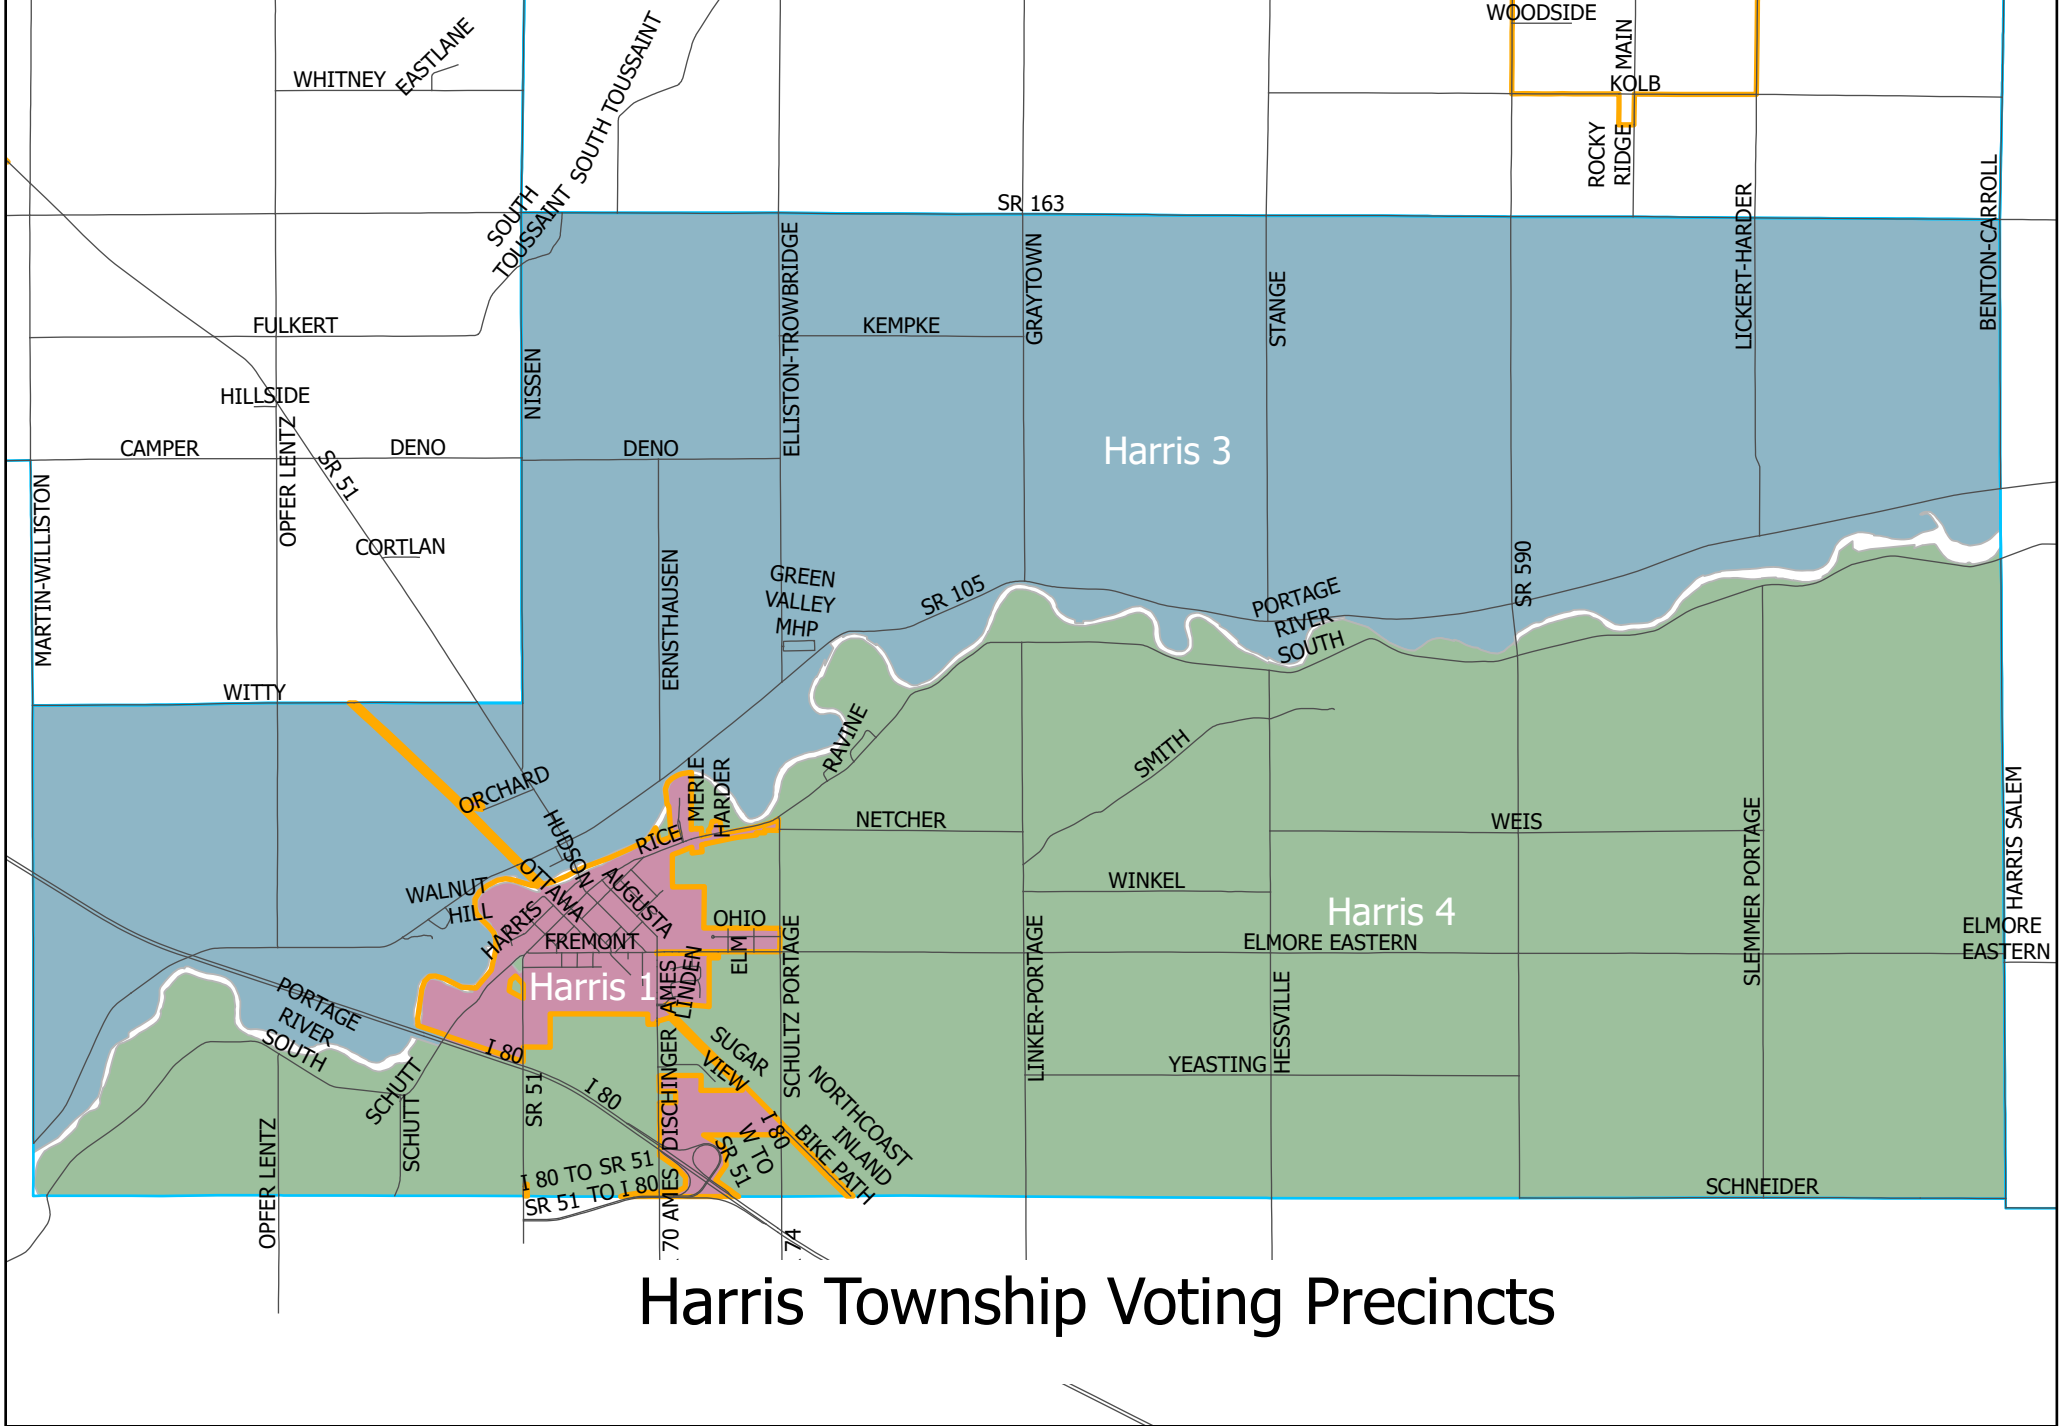 WOODSIDE
MAIN
EASTLANE
WHITNEY
KOLB
SOUTH TOUSSAINT
ROCKY
RIDGE
SOUTH
TOUSSAINT
SR 163
BENTON-CARROLL
LICKERT-HARDER
ELLISTON-TROWBRIDGE
GRAYTOWN
STANGE
FULKERT
KEMPKE
NISSEN
HILLSIDE
OPFER LENTZ
CAMPER
DENO
DENO
SR 51
Harris 3
MARTIN-WILLISTON
CORTLAN
ERNSTHAUSEN
GREEN
VALLEY
MHP
SR 105
PORTAGE
RIVER
SOUTH
SR 590
WITTY
RAVINE
SMITH
ORCHARD
MERLE
HARDER
HUDSON
RICE
NETCHER
WEIS
SLEMMER PORTAGE
HARRIS SALEM
WALNUT
HILL
OTTAWA
AUGUSTA
HARRIS
WINKEL
Harris 4
OHIO
ELM
FREMONT
ELMORE EASTERN
ELMORE
EASTERN
Harris 1
AMES
LINDEN
SCHULTZ PORTAGE
LINKER-PORTAGE
HESSVILLE
PORTAGE
RIVER
SOUTH
I 80
SUGAR
VIEW
YEASTING
SCHUTT
SCHUTT
SR 51
I 80
DISCHINGER
I 80
NORTHCOAST
INLAND
BIKE PATH
W TO
SR 51
OPFER LENTZ
I 80 TO SR 51
SR 51 TO I 80
SCHNEIDER
70 AMES
74
Harris Township Voting Precincts